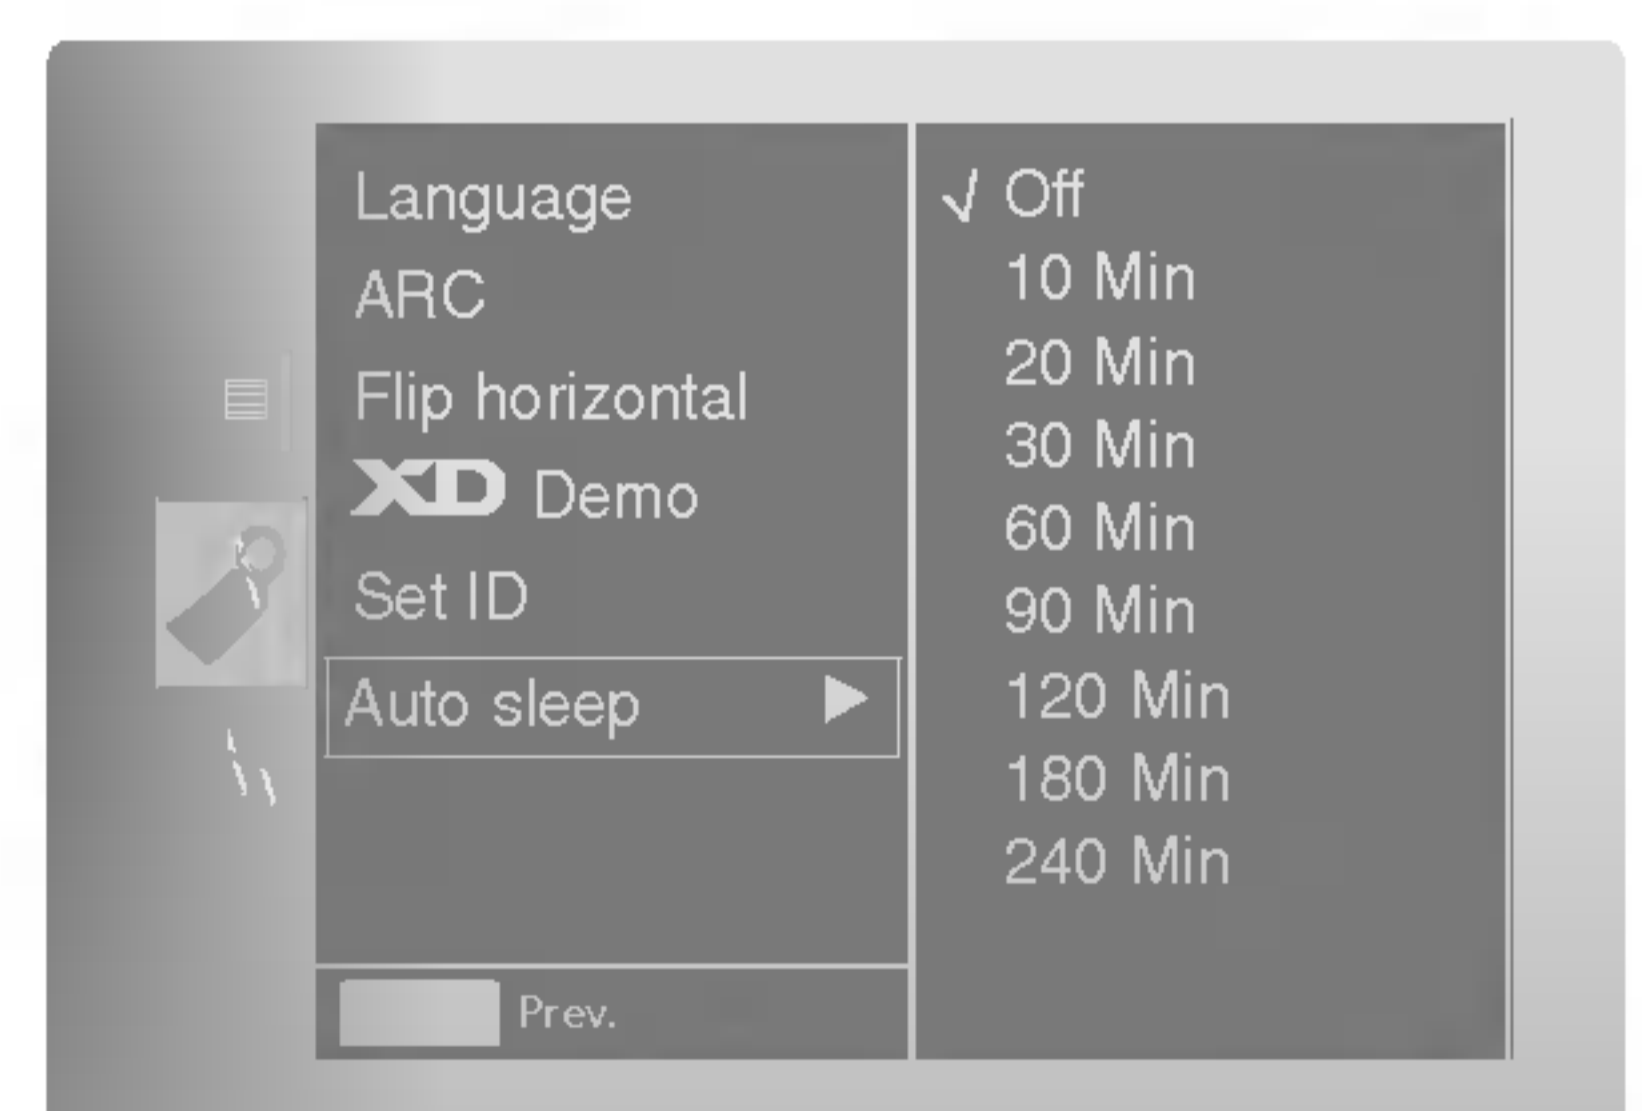 Language
ARC
Flip horizontal
XD Demo
Set ID
Auto sleep
Prev.
√ Off
10 Min
20 Min
30 Min
60 Min
90 Min
120 Min
180 Min
240 Min